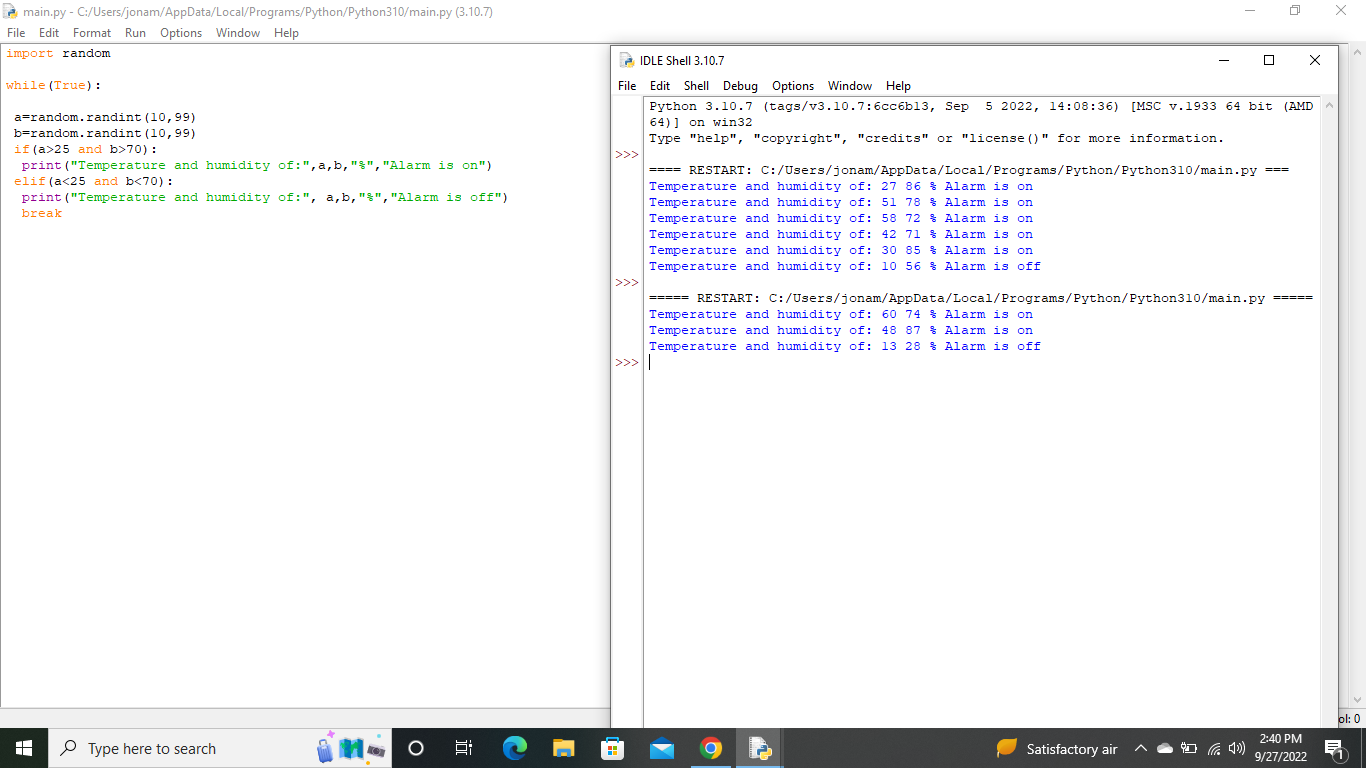 main.py - C:/Users/jonam/AppData/Local/Programs/Python/Python310/main.py (3.10.7)
File Edit Format Run Options Window Help
import random
while(True):
a=random.randint(10,99)
b=random.randint(10,99)
if(a>25 and b>70):
print("Temperature and humidity of:",a,b,"%","Alarm is on")
elif(a<25 and b<70):
print("Temperature and humidity of:", a,b,"%","Alarm is off")
break
IDLE Shell 3.10.7
File Edit Shell Debug Options Window Help
Python 3.10.7 (tags/v3.10.7:6cc6b13, Sep  5 2022, 14:08:36) [MSC v.1933 64 bit (AMD
64)] on win32
Type "help", "copyright", "credits" or "license()" for more information.
>>>
==== RESTART: C:/Users/jonam/AppData/Local/Programs/Python/Python310/main.py ===
Temperature and humidity of: 27 86 % Alarm is on
Temperature and humidity of: 51 78 % Alarm is on
Temperature and humidity of: 58 72 % Alarm is on
Temperature and humidity of: 42 71 % Alarm is on
Temperature and humidity of: 30 85 % Alarm is on
Temperature and humidity of: 10 56 % Alarm is off
>>>
===== RESTART: C:/Users/jonam/AppData/Local/Programs/Python/Python310/main.py =====
Temperature and humidity of: 60 74 % Alarm is on
Temperature and humidity of: 48 87 % Alarm is on
Temperature and humidity of: 13 28 % Alarm is off
>>>
ol: 0
Type here to search
Satisfactory air
2:40 PM
9/27/2022
1